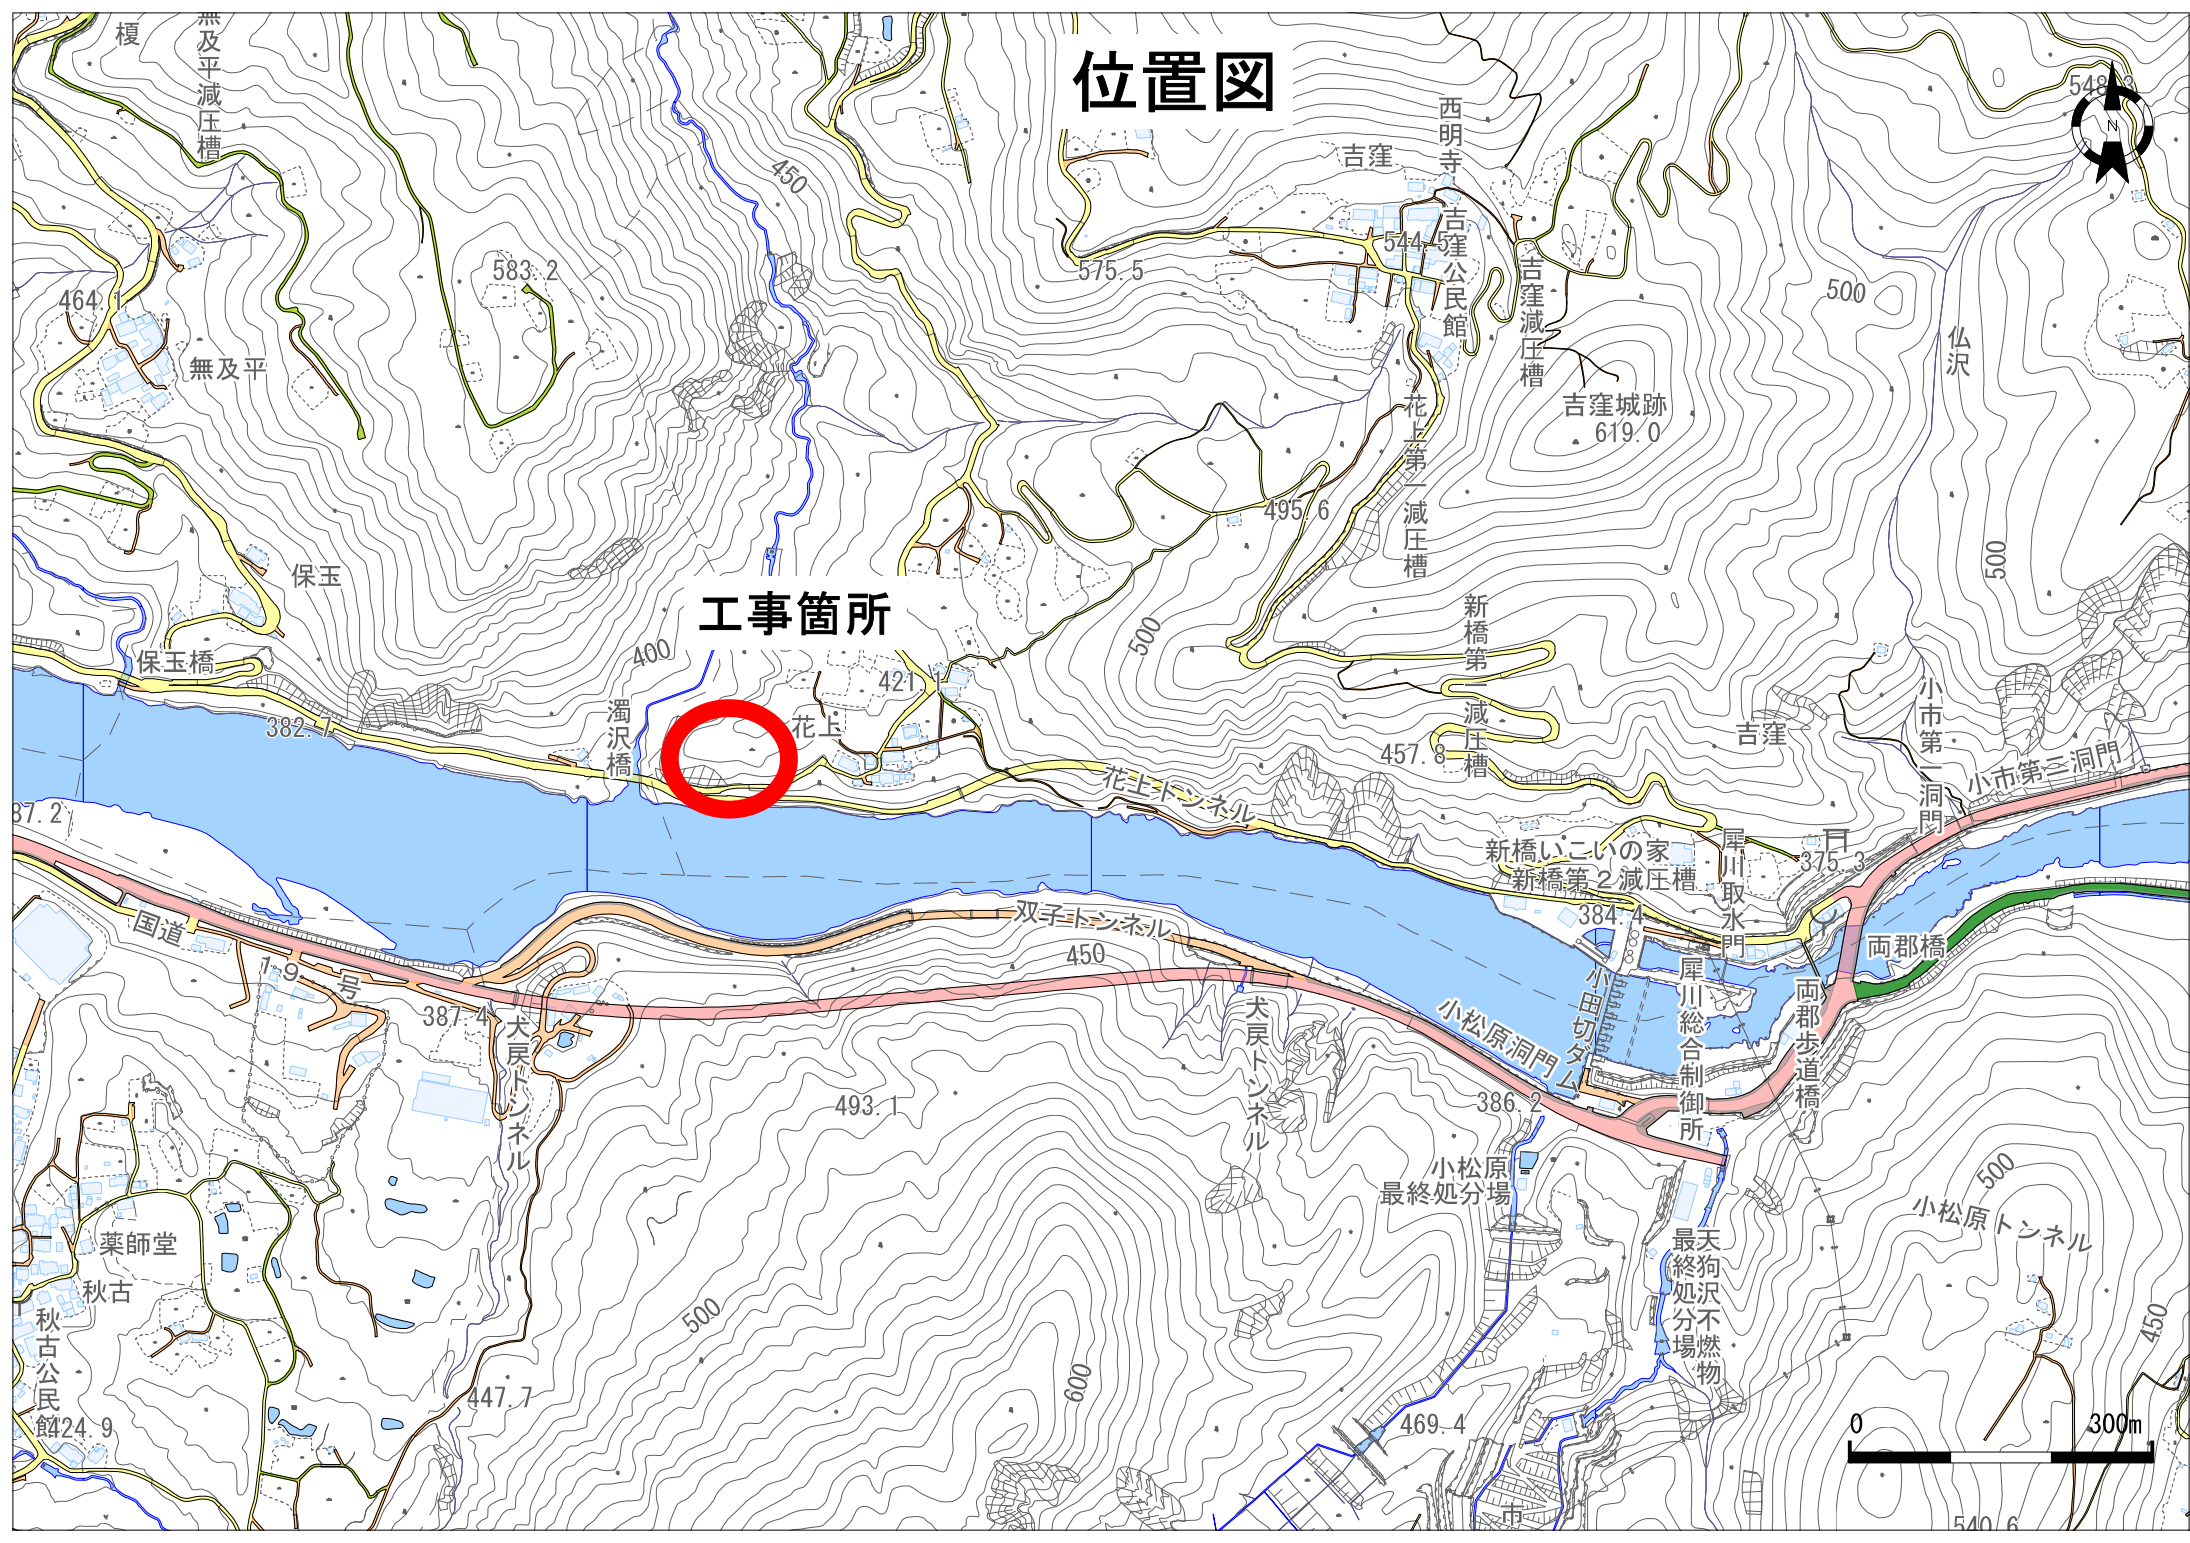 位置図
榎
無及平減圧槽
548.3
N
450
西明寺
吉窪
吉窪公民館
544.5
575.5
583.2
464.1
吉窪減圧槽
500
仏沢
無及平
吉窪城跡
619.0
花上第一減圧槽
495.6
500
保玉
工事箇所
新橋第一減圧槽
500
400
保玉橋
421.1
濁沢橋
花上
382.7
457.8
吉窪
小市第一洞門
小市第二洞門
花上トンネル
87.2
新橋いこいの家
新橋第2減圧槽
犀川取水門
375.3
384.4
国道
19号
双子トンネル
450
両郡橋
小田切ダム
犀川総合制御所
両郡歩道橋
387.4
犬戻トンネル
犬戻トンネル
小松原洞門
493.1
386.2
小松原
最終処分場
500
小松原トンネル
天狗沢不燃物
最終処分場
薬師堂
秋古
秋古公民館
500
600
450
447.7
424.9
469.4
0
300m
市
540.6